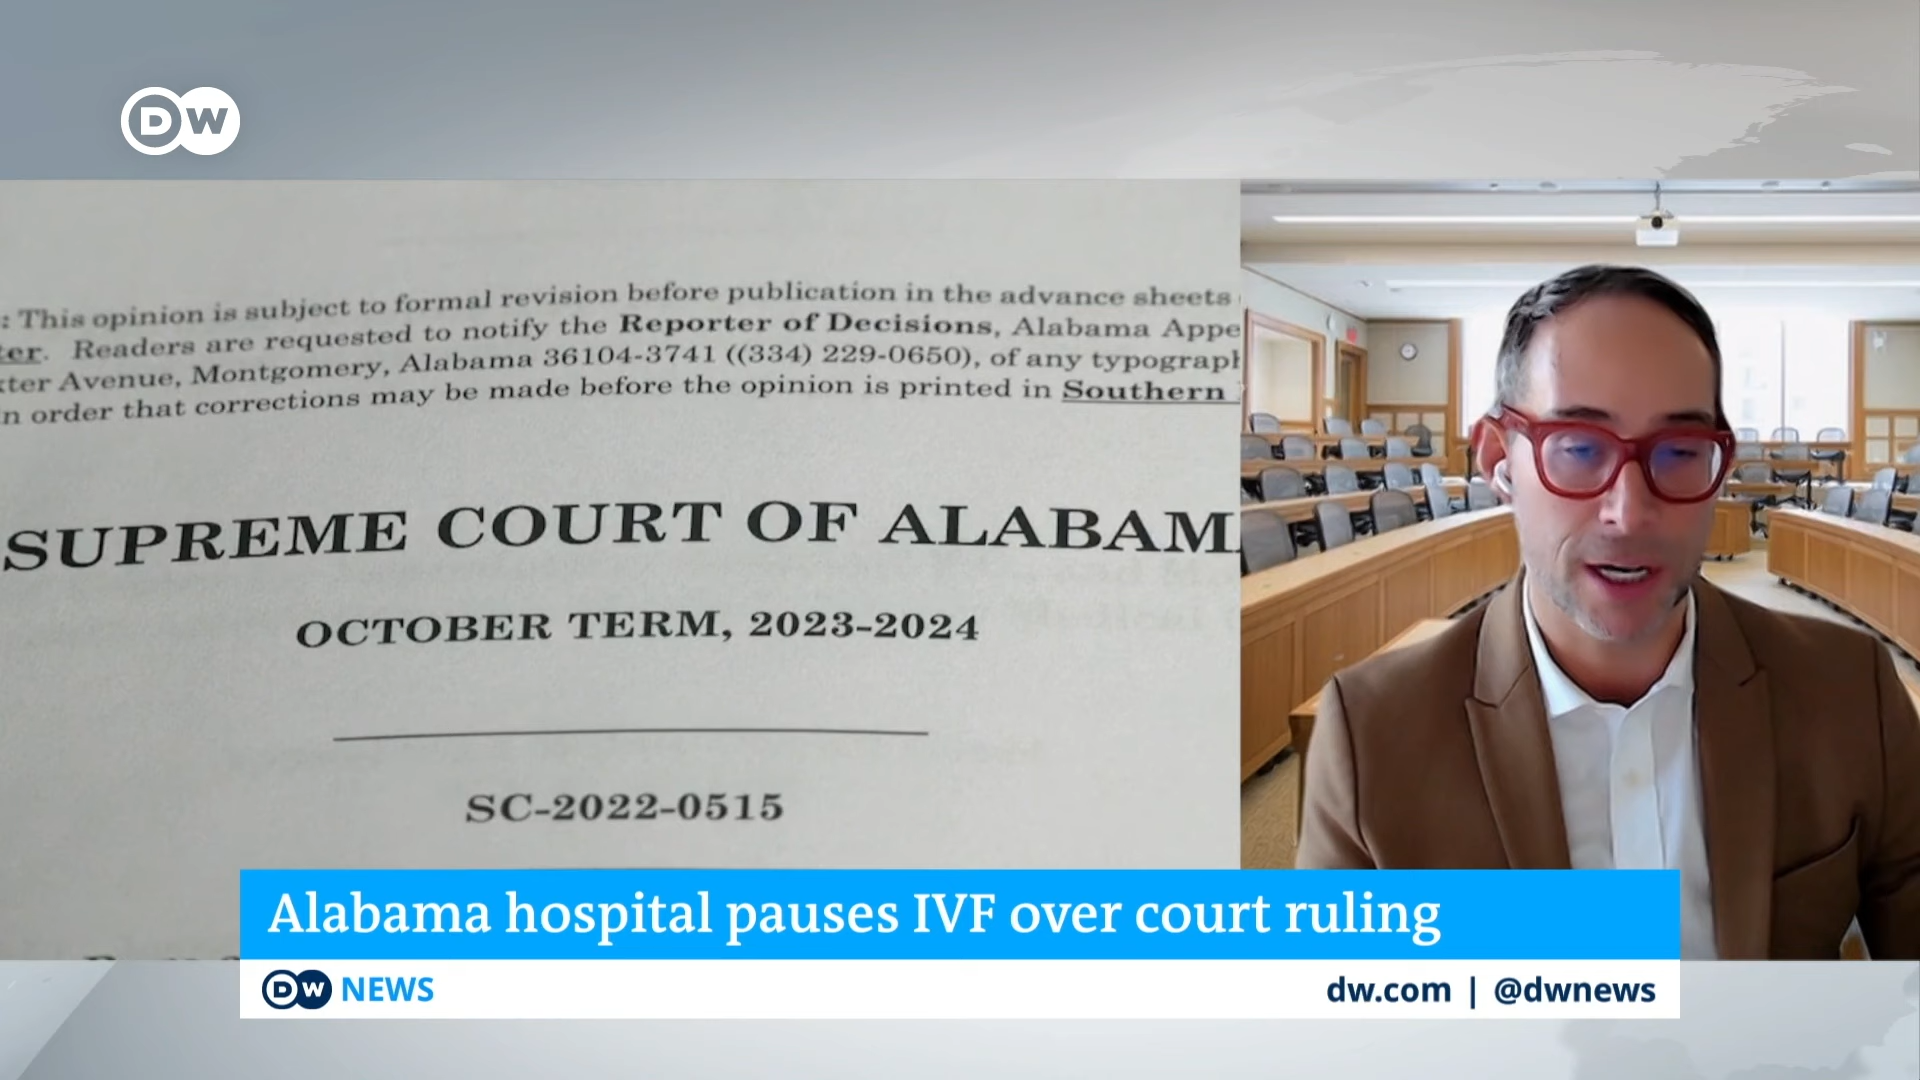 DW
: This opinion is subject to formal revision before publication in the advance sheets
ter. Readers are requested to notify the Reporter of Decisions, Alabama Appe
ter Avenue, Montgomery, Alabama 36104-3741 ((334) 229-0650), of any typograph
n order that corrections may be made before the opinion is printed in Southern
SUPREME COURT OF ALABAM
OCTOBER TERM, 2023-2024
SC-2022-0515
Alabama hospital pauses IVF over court ruling
DW NEWS
dw.com | @dwnews